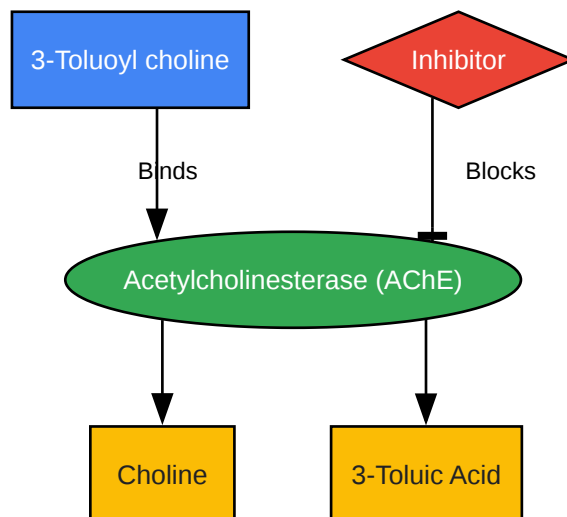 3-Toluoyl choline
Inhibitor
Binds
Blocks
Acetylcholinesterase (AChE)
Choline
3-Toluic Acid